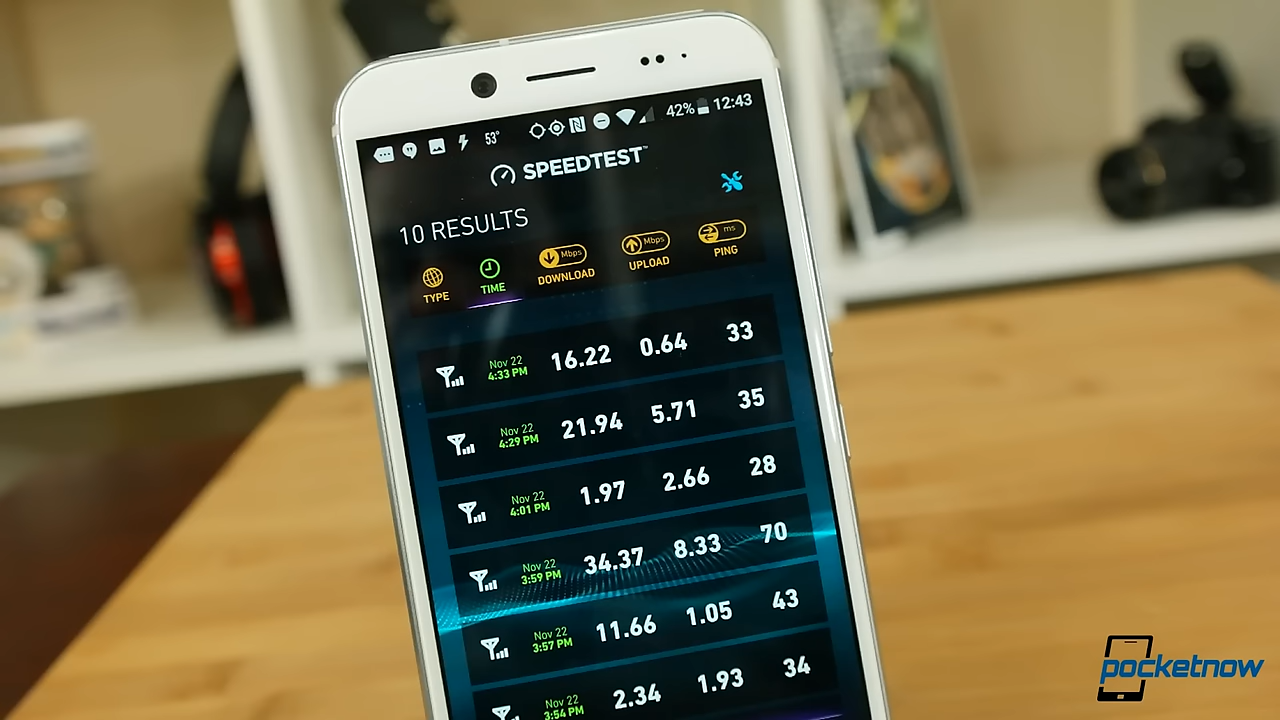 53° 42% 12:43
SPEEDTEST™
10 RESULTS
Mbps Mbps ms
TYPE TIME DOWNLOAD UPLOAD PING
Nov 22
4:33 PM 16.22 0.64 33
Nov 22
4:29 PM 21.94 5.71 35
Nov 22
4:01 PM 1.97 2.66 28
Nov 22
3:59 PM 34.37 8.33 70
Nov 22
3:57 PM 11.66 1.05 43
Nov 22
3:54 PM 2.34 1.93 34
pocketnow